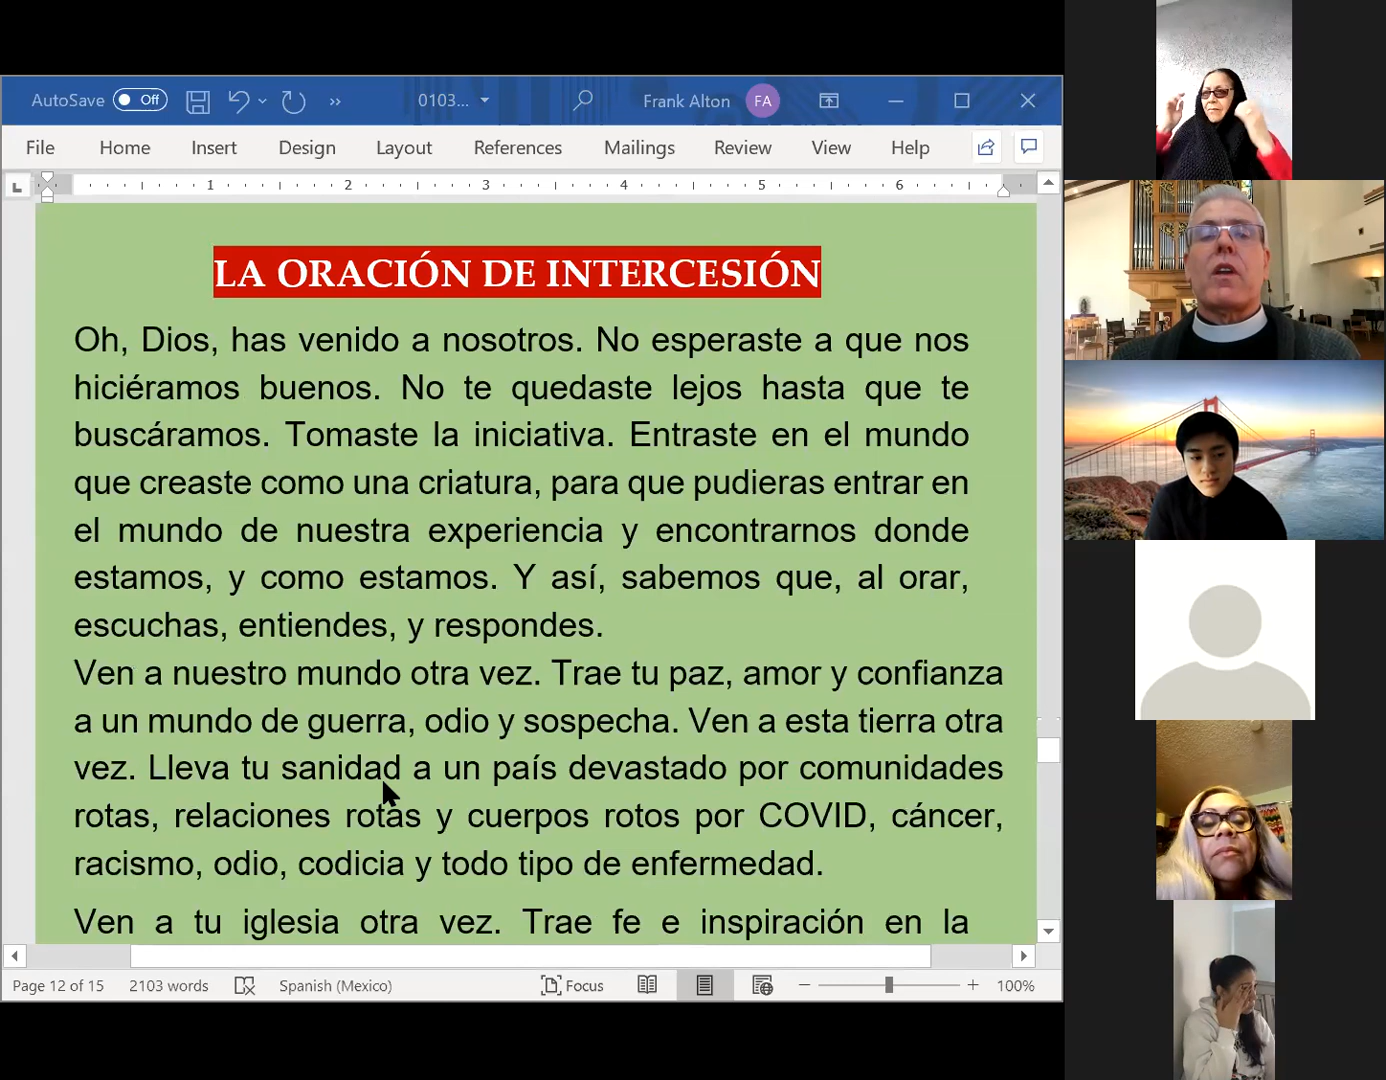 AutoSave Off 0103... Frank Alton FA
File Home Insert Design Layout References Mailings Review View Help
1 2 3 4 5 6
LA ORACIÓN DE INTERCESIÓN
Oh, Dios, has venido a nosotros. No esperaste a que nos
hiciéramos buenos. No te quedaste lejos hasta que te
buscáramos. Tomaste la iniciativa. Entraste en el mundo
que creaste como una criatura, para que pudieras entrar en
el mundo de nuestra experiencia y encontrarnos donde
estamos, y como estamos. Y así, sabemos que, al orar,
escuchas, entiendes, y respondes.
Ven a nuestro mundo otra vez. Trae tu paz, amor y confianza
a un mundo de guerra, odio y sospecha. Ven a esta tierra otra
vez. Lleva tu sanidad a un país devastado por comunidades
rotas, relaciones rotas y cuerpos rotos por COVID, cáncer,
racismo, odio, codicia y todo tipo de enfermedad.
Ven a tu iglesia otra vez. Trae fe e inspiración en la
Page 12 of 15 2103 words Spanish (Mexico) Focus 100%